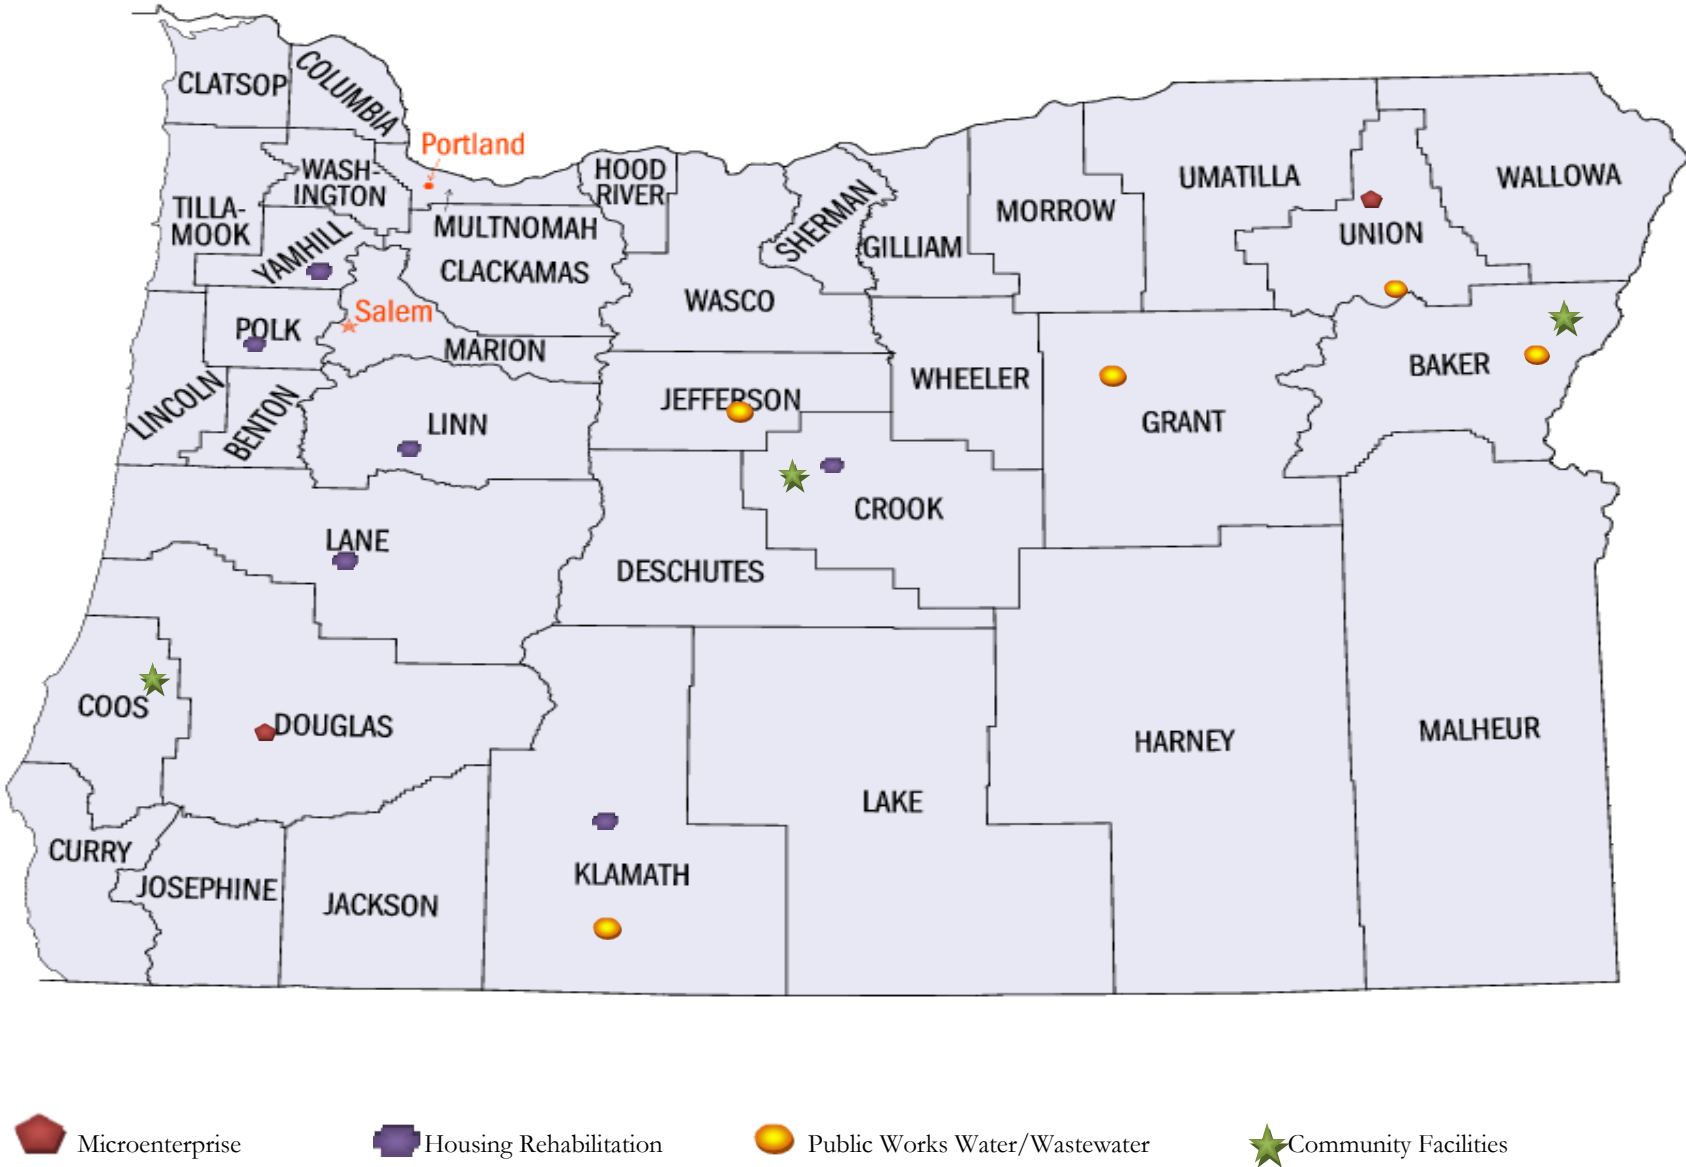 CLATSOP
COLUMBIA
Portland
WASH-
INGTON
HOOD
RIVER
TILLA-
MOOK
MULTNOMAH
YAMHILL
CLACKAMAS
SHERMAN
GILLIAM
MORROW
UMATILLA
UNION
WALLOWA
WASCO
Salem
POLK
MARION
LINCOLN
BENTON
LINN
JEFFERSON
WHEELER
GRANT
BAKER
LANE
CROOK
DESCHUTES
COOS
DOUGLAS
HARNEY
MALHEUR
LAKE
CURRY
JOSEPHINE
JACKSON
KLAMATH
Microenterprise
Housing Rehabilitation
Public Works Water/Wastewater
Community Facilities